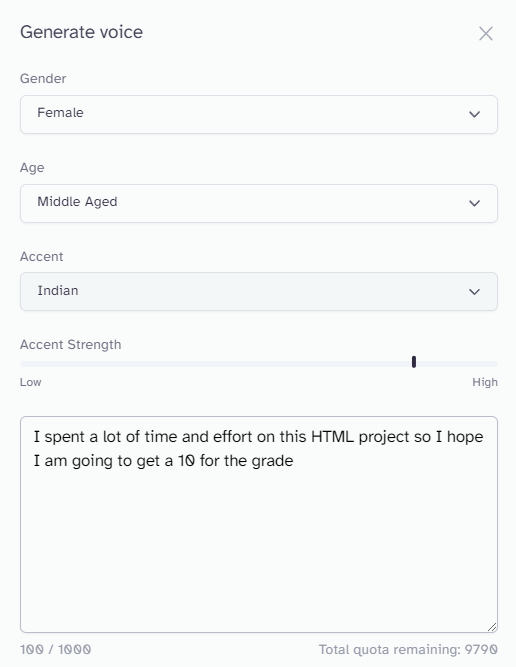 Generate voice
Gender
Female
Age
Middle Aged
Accent
Indian
Accent Strength
Low High
I spent a lot of time and effort on this HTML project so I hope
I am going to get a 10 for the grade
100 / 1000 Total quota remaining: 9790